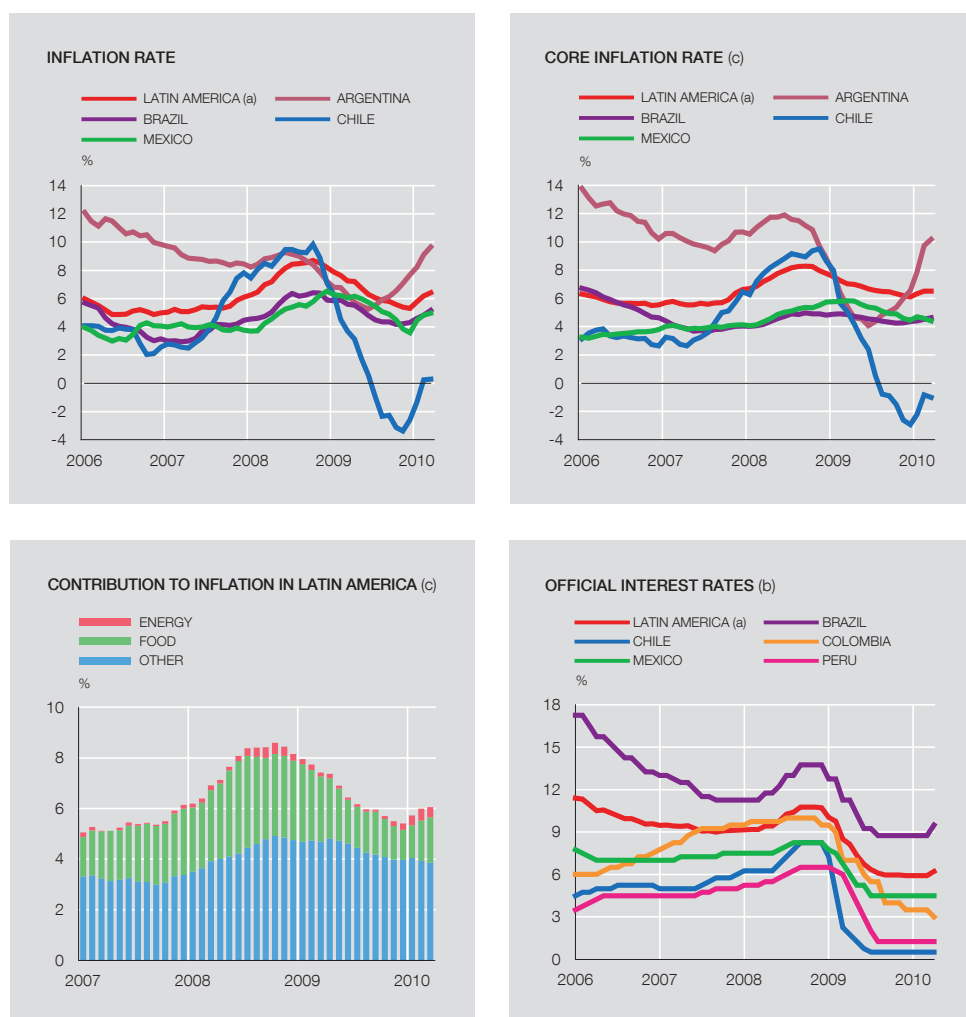 INFLATION RATE
LATIN AMERICA (a) ARGENTINA
BRAZIL CHILE
MEXICO
%
14
12
10
8
6
4
2
0
-2
-4
2006 2007 2008 2009 2010
CORE INFLATION RATE (c)
LATIN AMERICA (a) ARGENTINA
BRAZIL CHILE
MEXICO
%
14
12
10
8
6
4
2
0
-2
-4
2006 2007 2008 2009 2010
CONTRIBUTION TO INFLATION IN LATIN AMERICA (c)
ENERGY
FOOD
OTHER
%
10
8
6
4
2
0
2007 2008 2009 2010
OFFICIAL INTEREST RATES (b)
LATIN AMERICA (a) BRAZIL
CHILE COLOMBIA
MEXICO PERU
%
18
15
12
9
6
3
0
2006 2007 2008 2009 2010